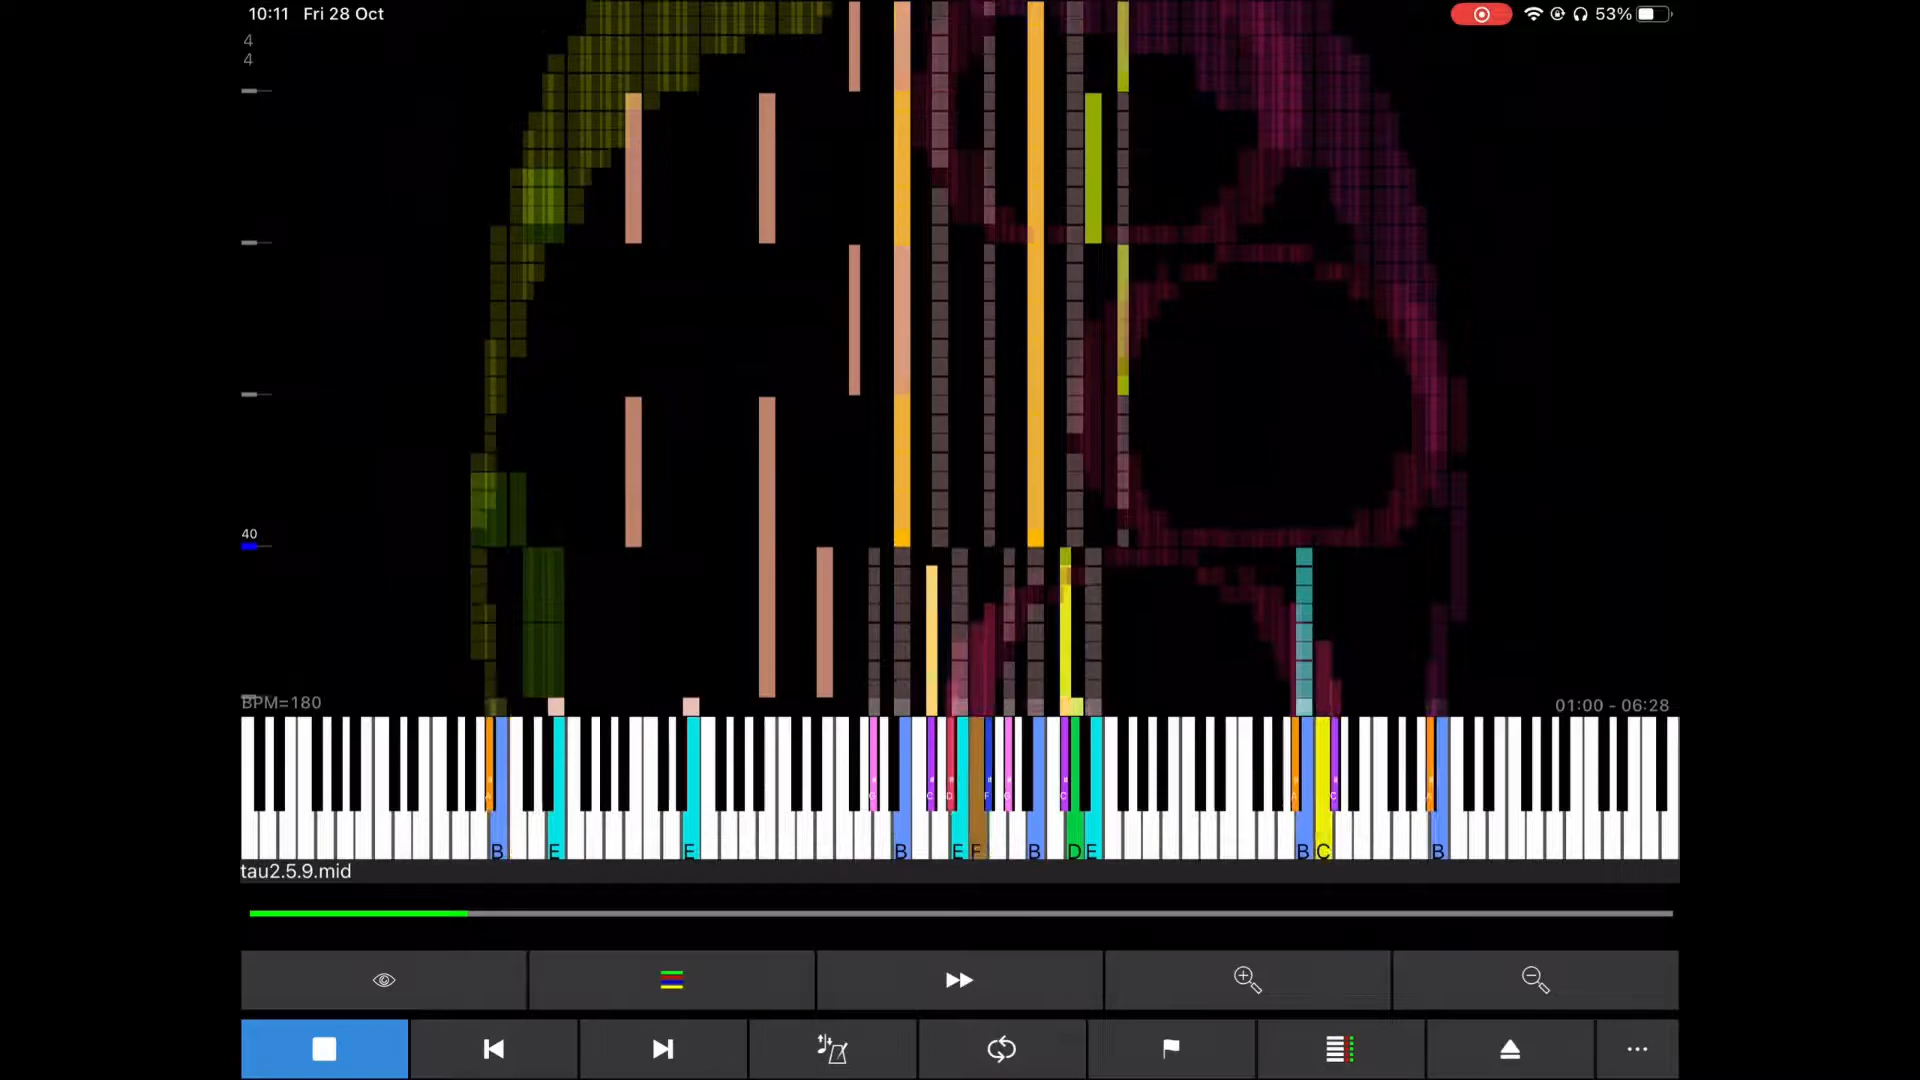 10:11 Fri 28 Oct
53%
4
4
40
BPM=180
01:00 - 06:28
B E E B E F B D E B C B
tau2.5.9.mid